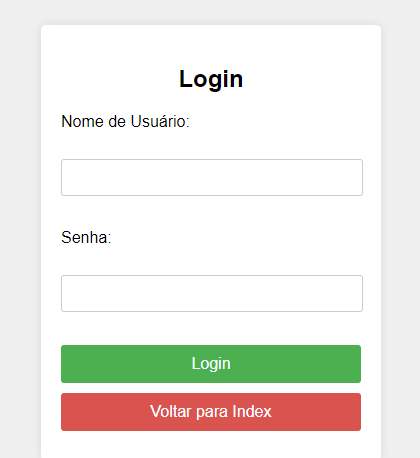 Login
Nome de Usuário:
Senha:
Login
Voltar para Index